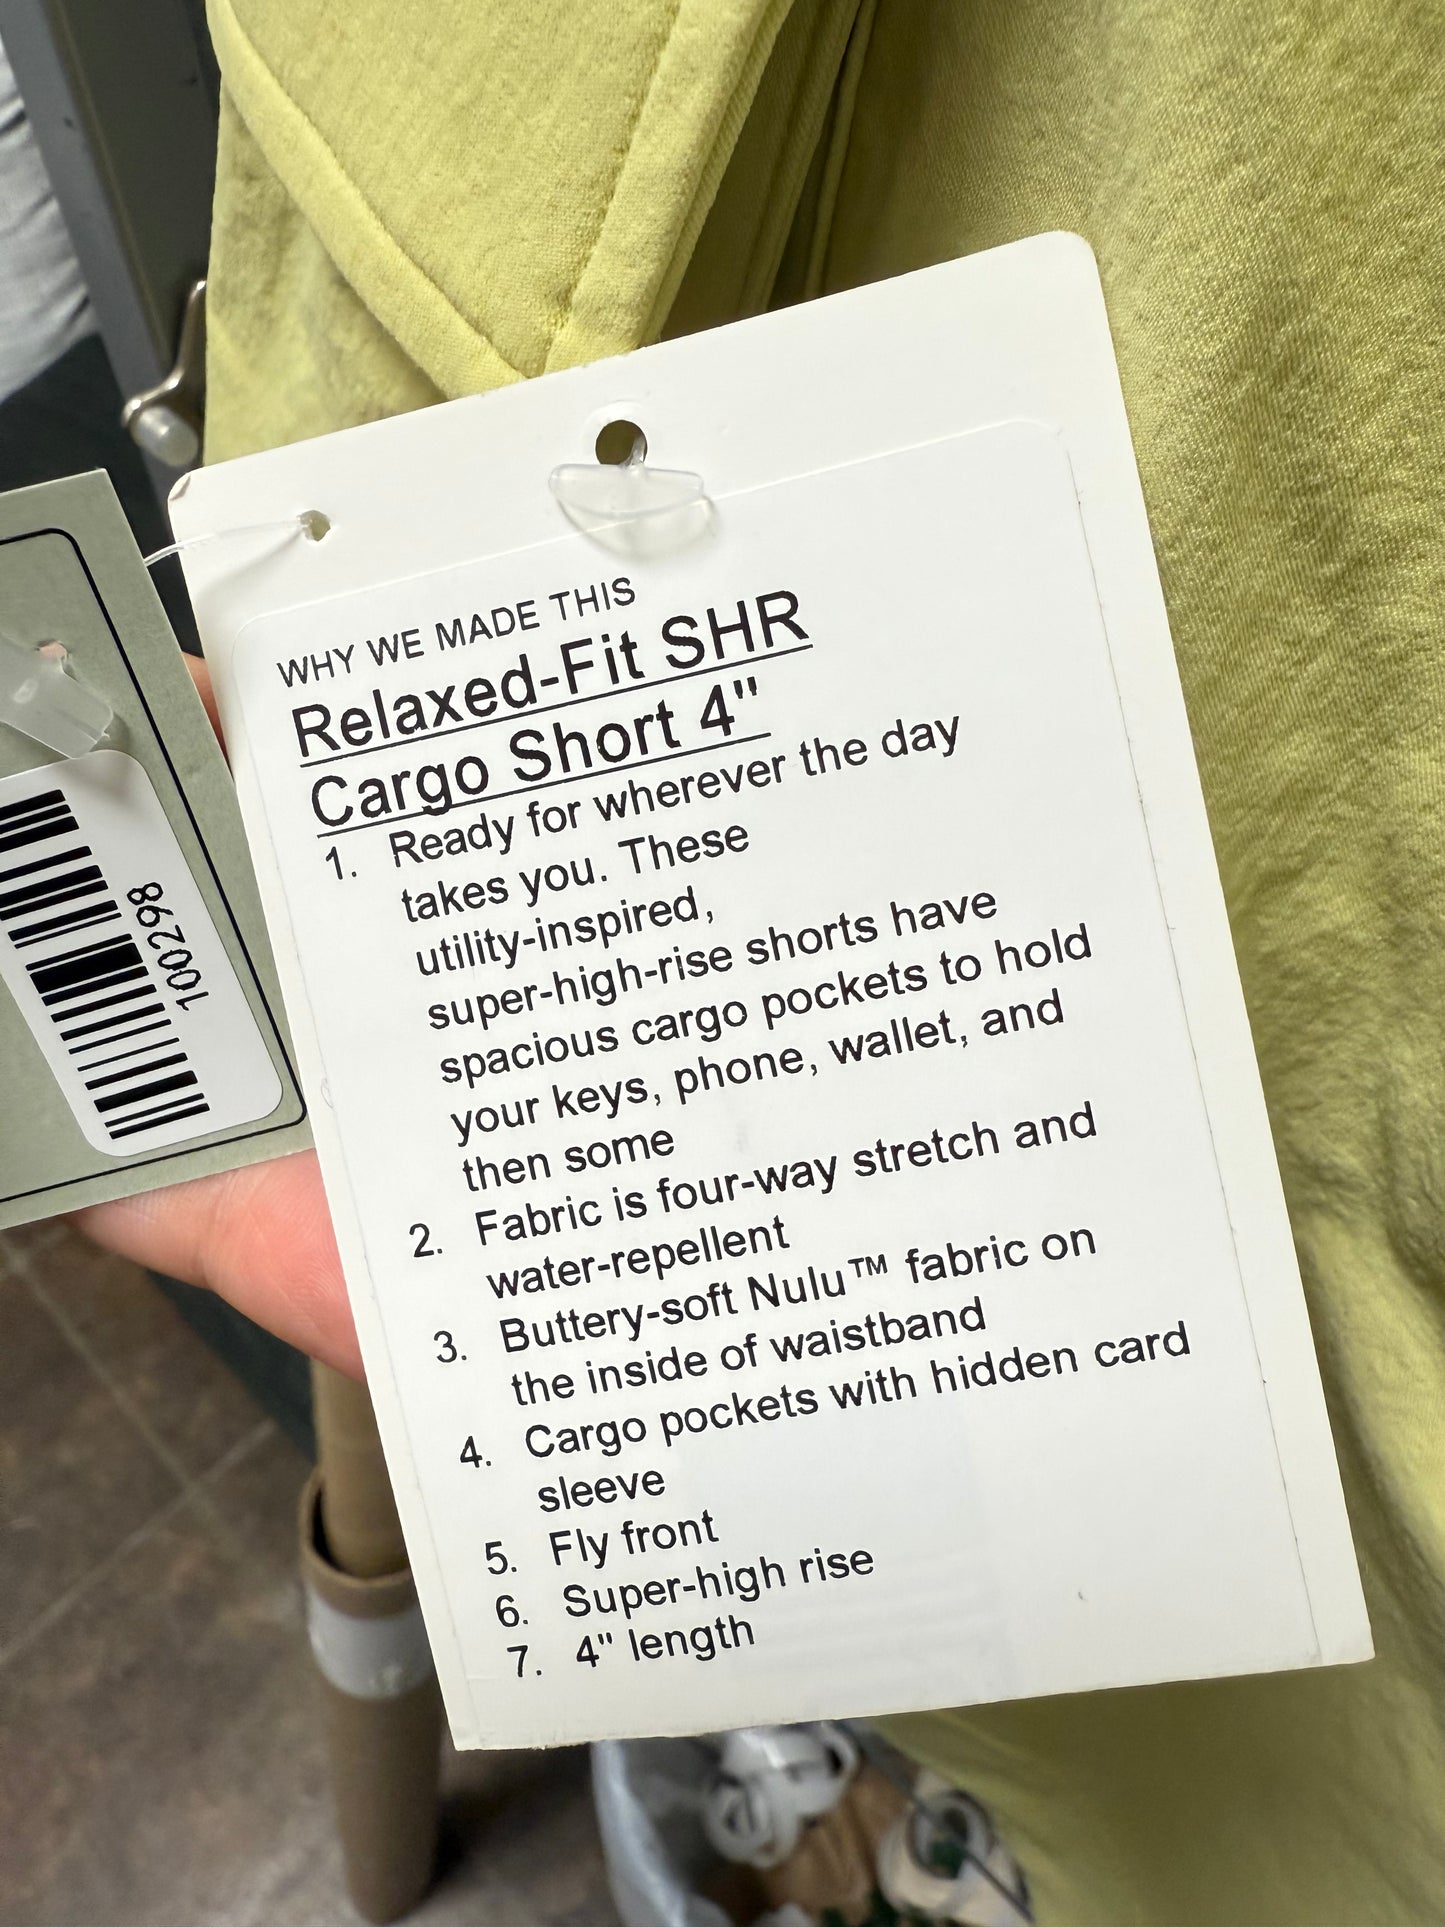 WHY WE MADE THIS
Relaxed-Fit SHR
Cargo Short 4"
1. Ready for wherever the day
takes you. These
utility-inspired,
super-high-rise shorts have
spacious cargo pockets to hold
your keys, phone, wallet, and
then some
2. Fabric is four-way stretch and
water-repellent
3. Buttery-soft Nulu™ fabric on
the inside of waistband
4. Cargo pockets with hidden card
sleeve
5. Fly front
6. Super-high rise
7. 4" length
100298